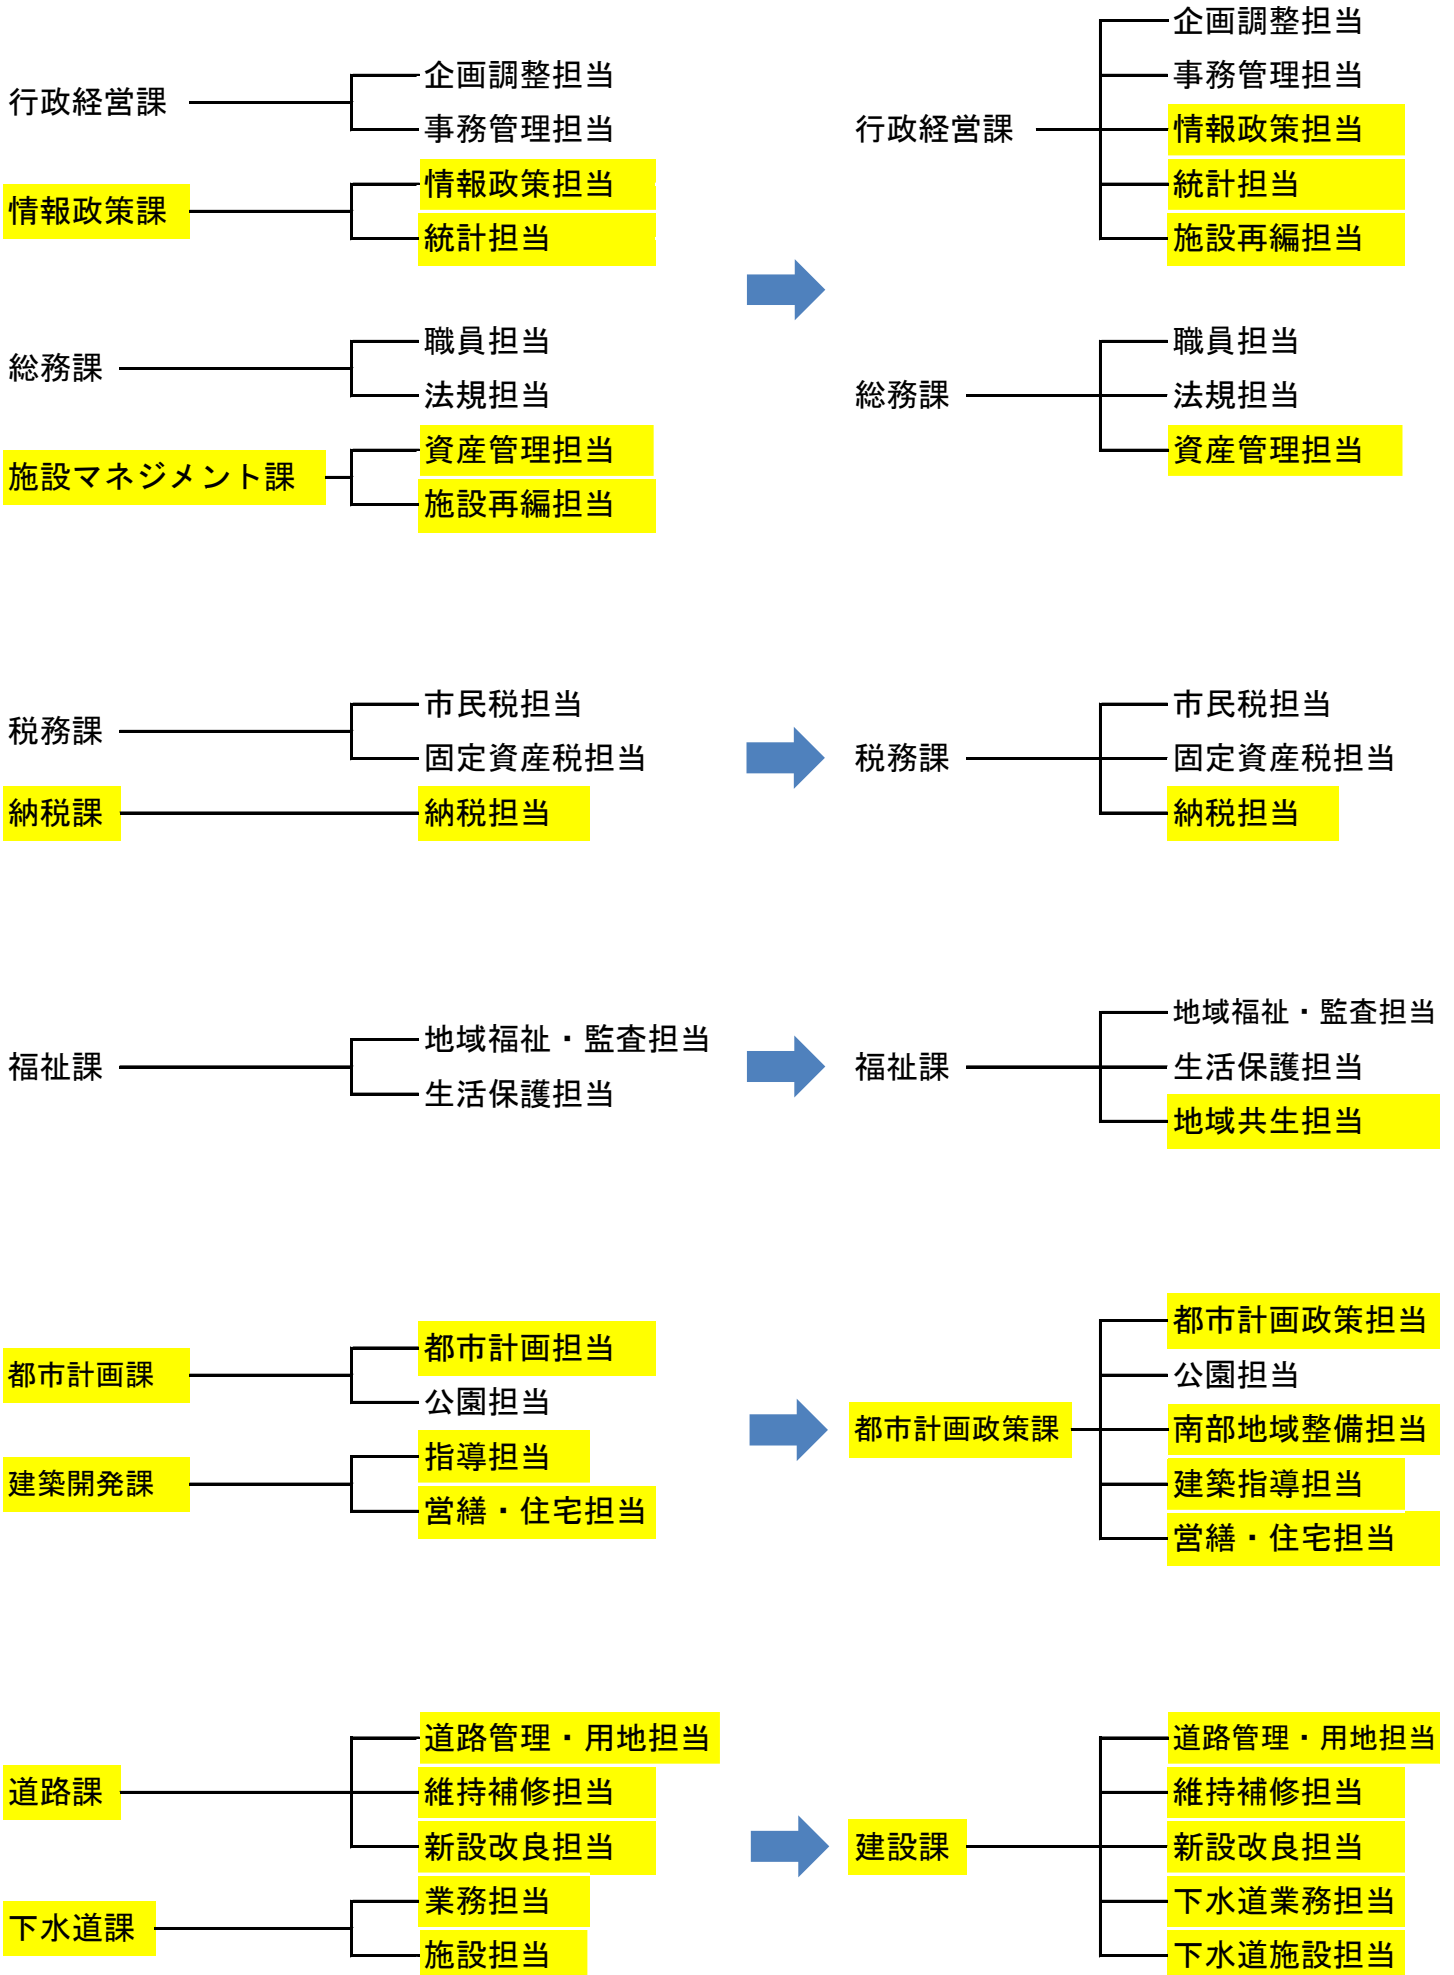 行政経営課
企画調整担当
事務管理担当
情報政策課
情報政策担当
統計担当
総務課
職員担当
法規担当
施設マネジメント課
資産管理担当
施設再編担当
行政経営課
企画調整担当
事務管理担当
情報政策担当
統計担当
施設再編担当
総務課
職員担当
法規担当
資産管理担当
税務課
市民税担当
固定資産税担当
納税課
納税担当
税務課
市民税担当
固定資産税担当
納税担当
福祉課
地域福祉・監査担当
生活保護担当
福祉課
地域福祉・監査担当
生活保護担当
地域共生担当
都市計画課
都市計画担当
公園担当
建築開発課
指導担当
営繕・住宅担当
都市計画政策課
都市計画政策担当
公園担当
南部地域整備担当
建築指導担当
営繕・住宅担当
道路課
道路管理・用地担当
維持補修担当
新設改良担当
下水道課
業務担当
施設担当
建設課
道路管理・用地担当
維持補修担当
新設改良担当
下水道業務担当
下水道施設担当